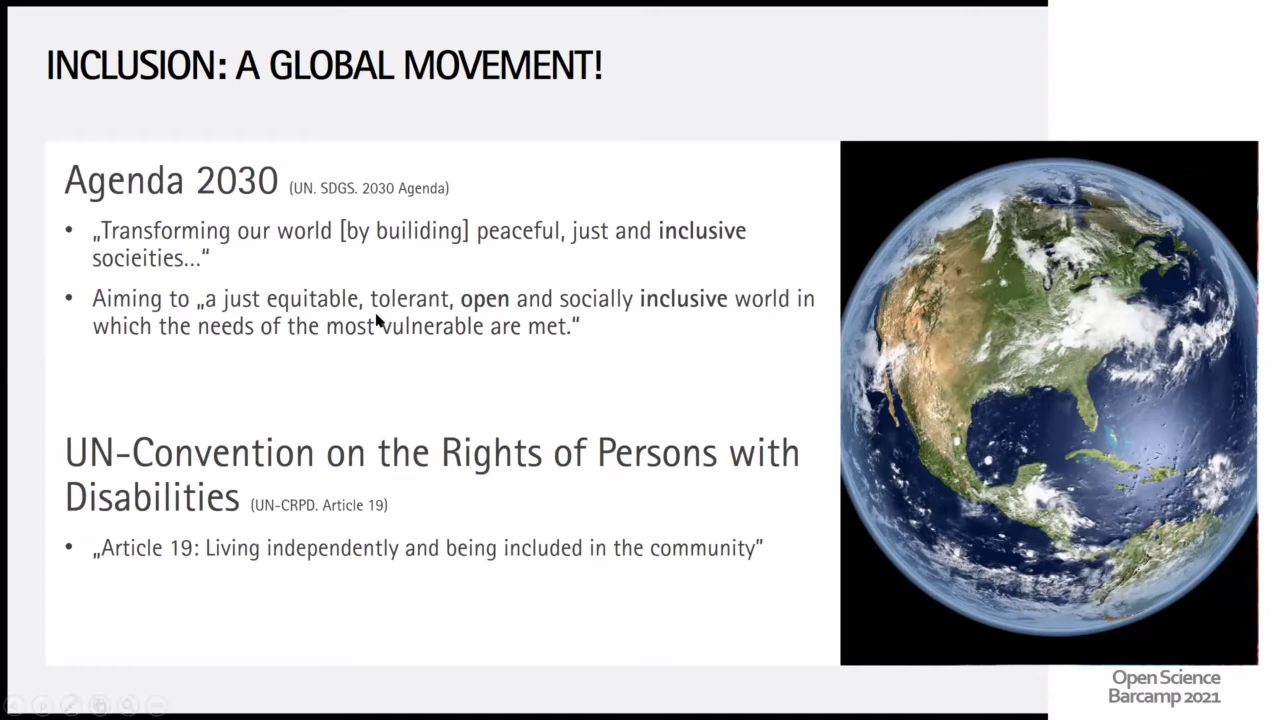 INCLUSION: A GLOBAL MOVEMENT!
Agenda 2030 (UN. SDGS. 2030 Agenda)
• „Transforming our world [by builiding] peaceful, just and inclusive
socieities...“
• Aiming to „a just equitable, tolerant, open and socially inclusive world in
which the needs of the most vulnerable are met.“
UN-Convention on the Rights of Persons with
Disabilities (UN-CRPD. Article 19)
• „Article 19: Living independently and being included in the community”
Open Science
Barcamp 2021